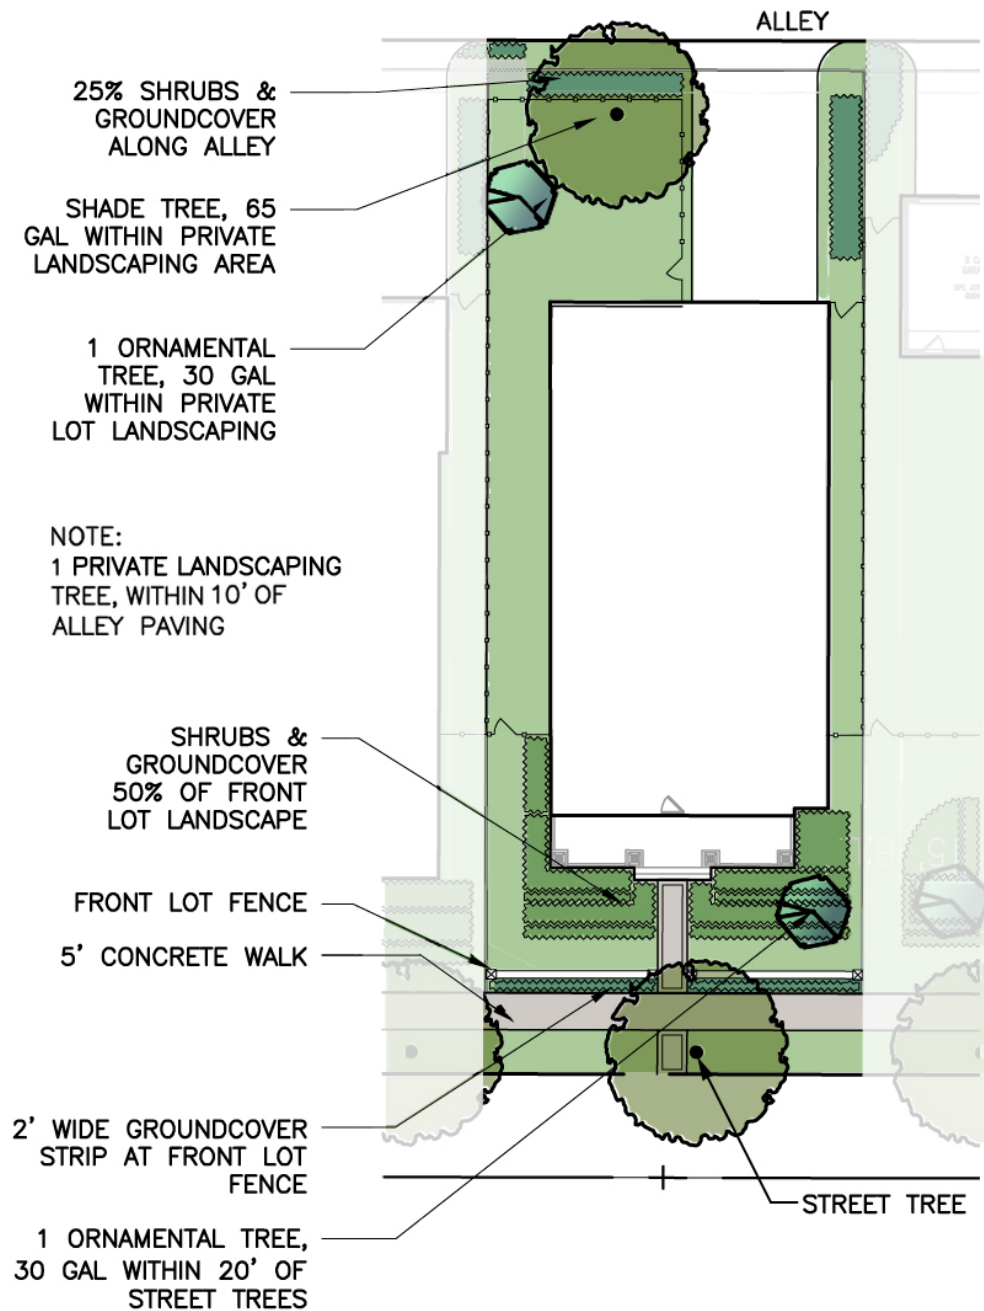 ALLEY
25% SHRUBS &
GROUNDCOVER
ALONG ALLEY
SHADE TREE, 65
GAL WITHIN PRIVATE
LANDSCAPING AREA
1 ORNAMENTAL
TREE, 30 GAL
WITHIN PRIVATE
LOT LANDSCAPING
NOTE:
1 PRIVATE LANDSCAPING
TREE, WITHIN 10' OF
ALLEY PAVING
SHRUBS &
GROUNDCOVER
50% OF FRONT
LOT LANDSCAPE
FRONT LOT FENCE
5' CONCRETE WALK
2' WIDE GROUNDCOVER
STRIP AT FRONT LOT
FENCE
STREET TREE
1 ORNAMENTAL TREE,
30 GAL WITHIN 20' OF
STREET TREES